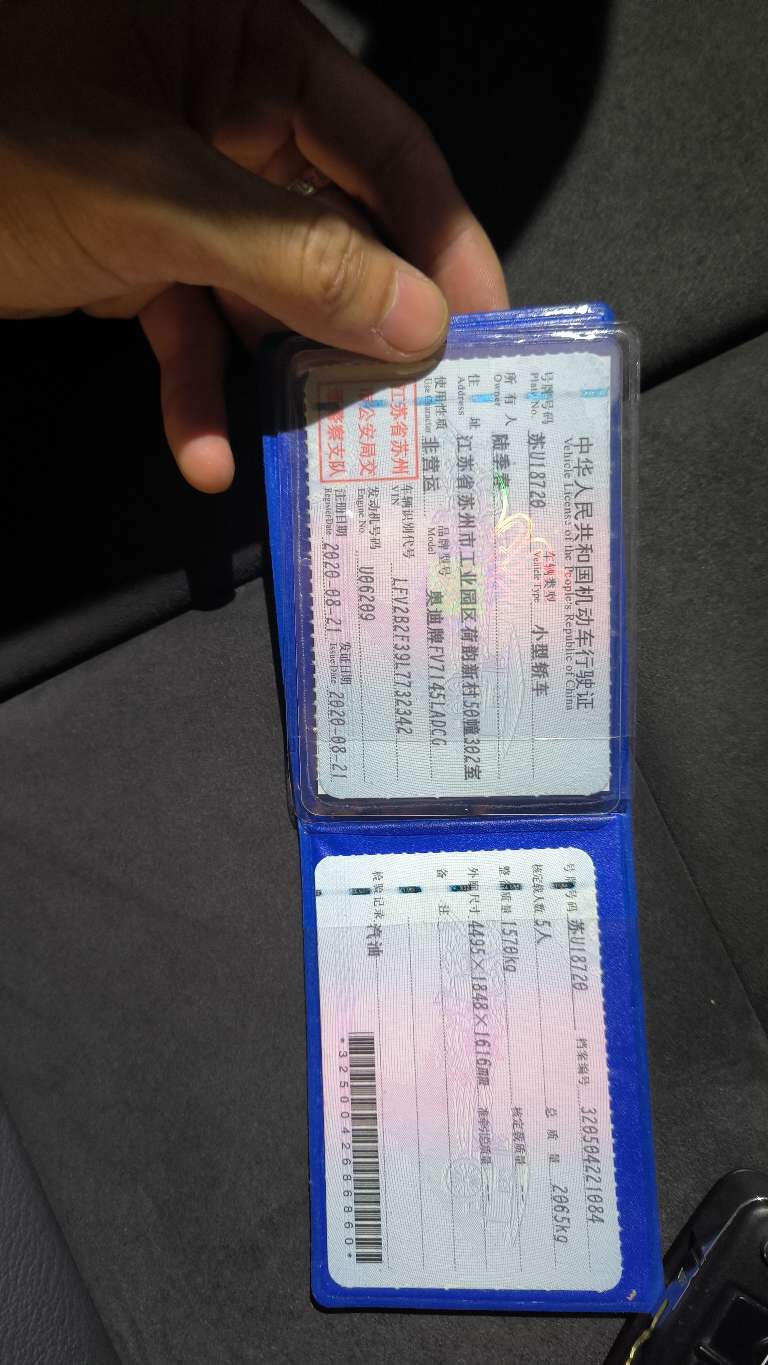 中华人民共和国机动车行驶证
Vehicle License of the People's Republic of China
号牌号码 苏U18720 车辆类型 小型轿车
Plate No. Vehicle Type
所有人 陆季
Owner
住址 江苏省苏州市工业园区荷韵新村50幢302室
Address
使用性质 非营运 品牌型号 奥迪牌FV7145LADCG
Use Character Model
江苏省苏州
公安局交
警察支队
车辆识别代号 LFV2B2F39L7732342
VIN
发动机号码 U06209
Engine No.
注册日期 2020-08-21 发证日期 2020-08-21
Register Date Issue Date
号牌号码 苏U18720 档案编号 320504221084
核定载人数 5人 总质量 2065kg
整备质量 1570kg 核定载质量
外廓尺寸 4495×1848×1616mm 准牵引总质量
备注
检验记录 汽油
*3250042686860*